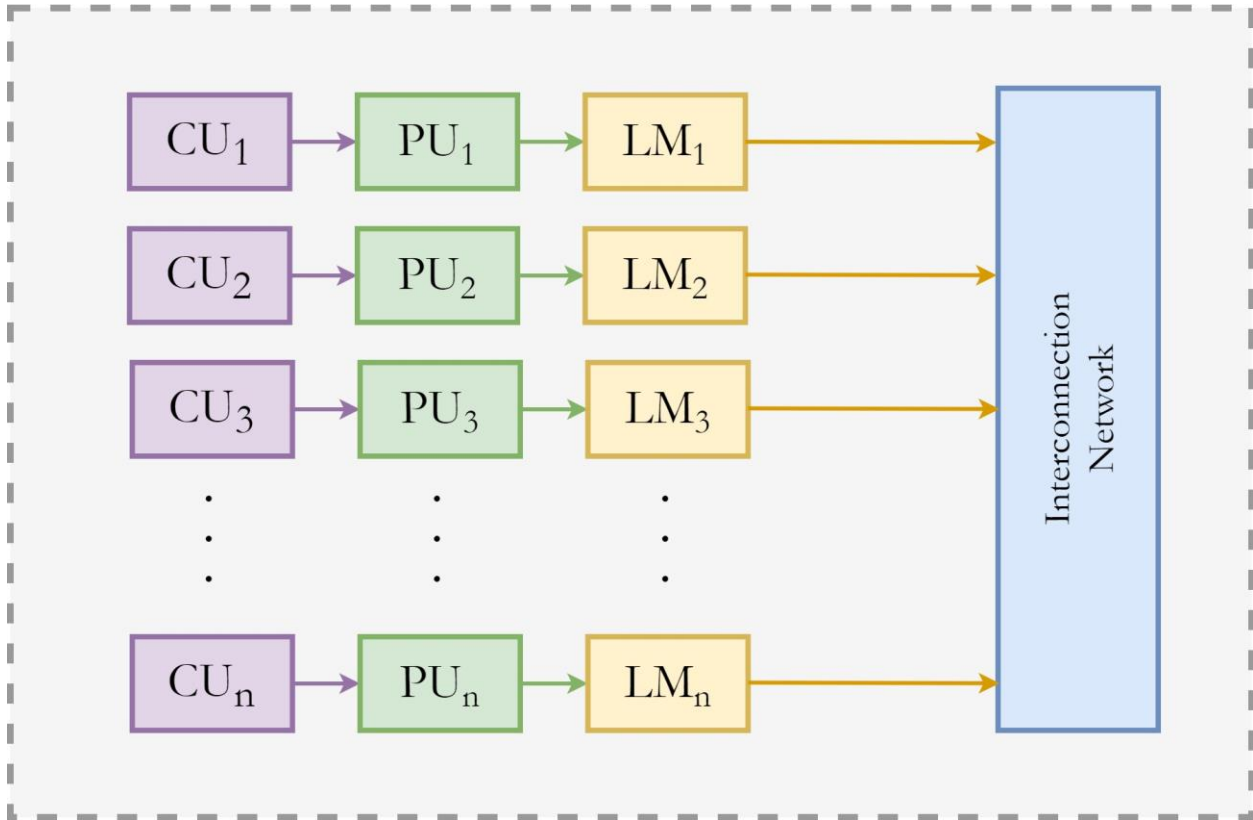 CU₁ PU₁ LM₁
CU₂ PU₂ LM₂
CU₃ PU₃ LM₃
CUₙ PUₙ LMₙ
Interconnection
Network